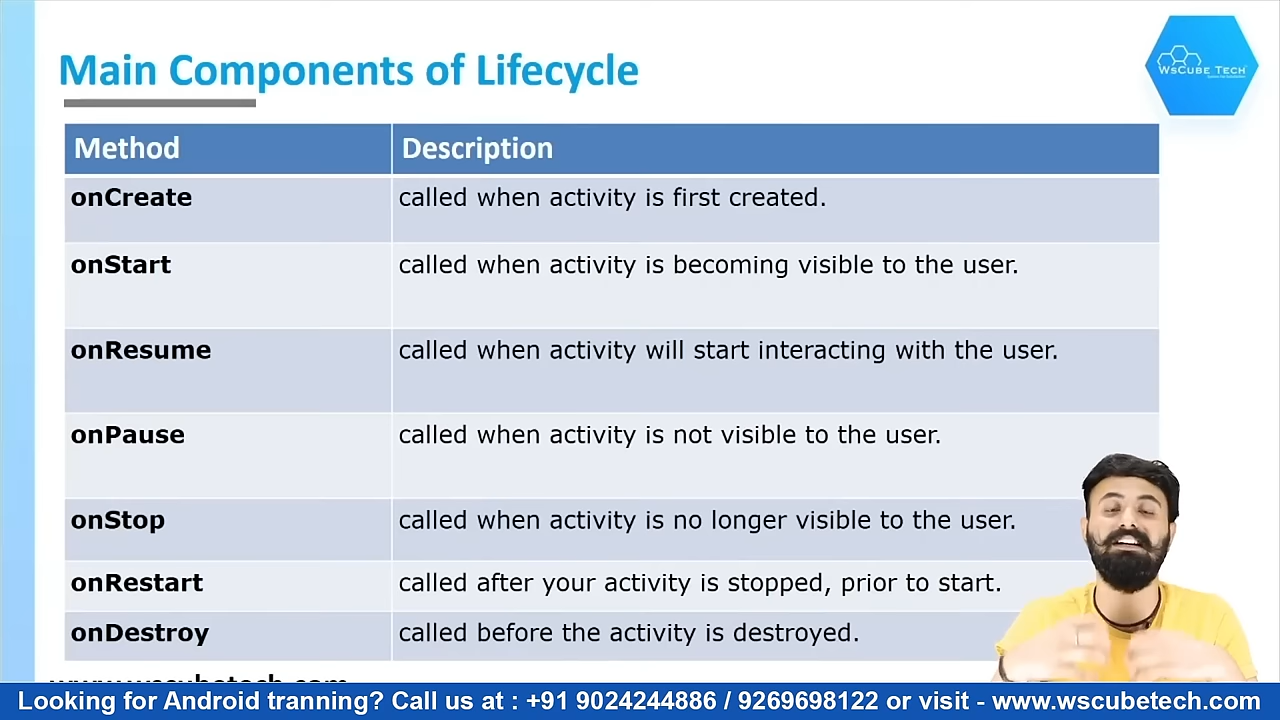 Main Components of Lifecycle
WsCube Tech
Method Description
onCreate called when activity is first created.
onStart called when activity is becoming visible to the user.
onResume called when activity will start interacting with the user.
onPause called when activity is not visible to the user.
onStop called when activity is no longer visible to the user.
onRestart called after your activity is stopped, prior to start.
onDestroy called before the activity is destroyed.
www.wscubetech.com
Looking for Android tranning? Call us at : +91 9024244886 / 9269698122 or visit - www.wscubetech.com